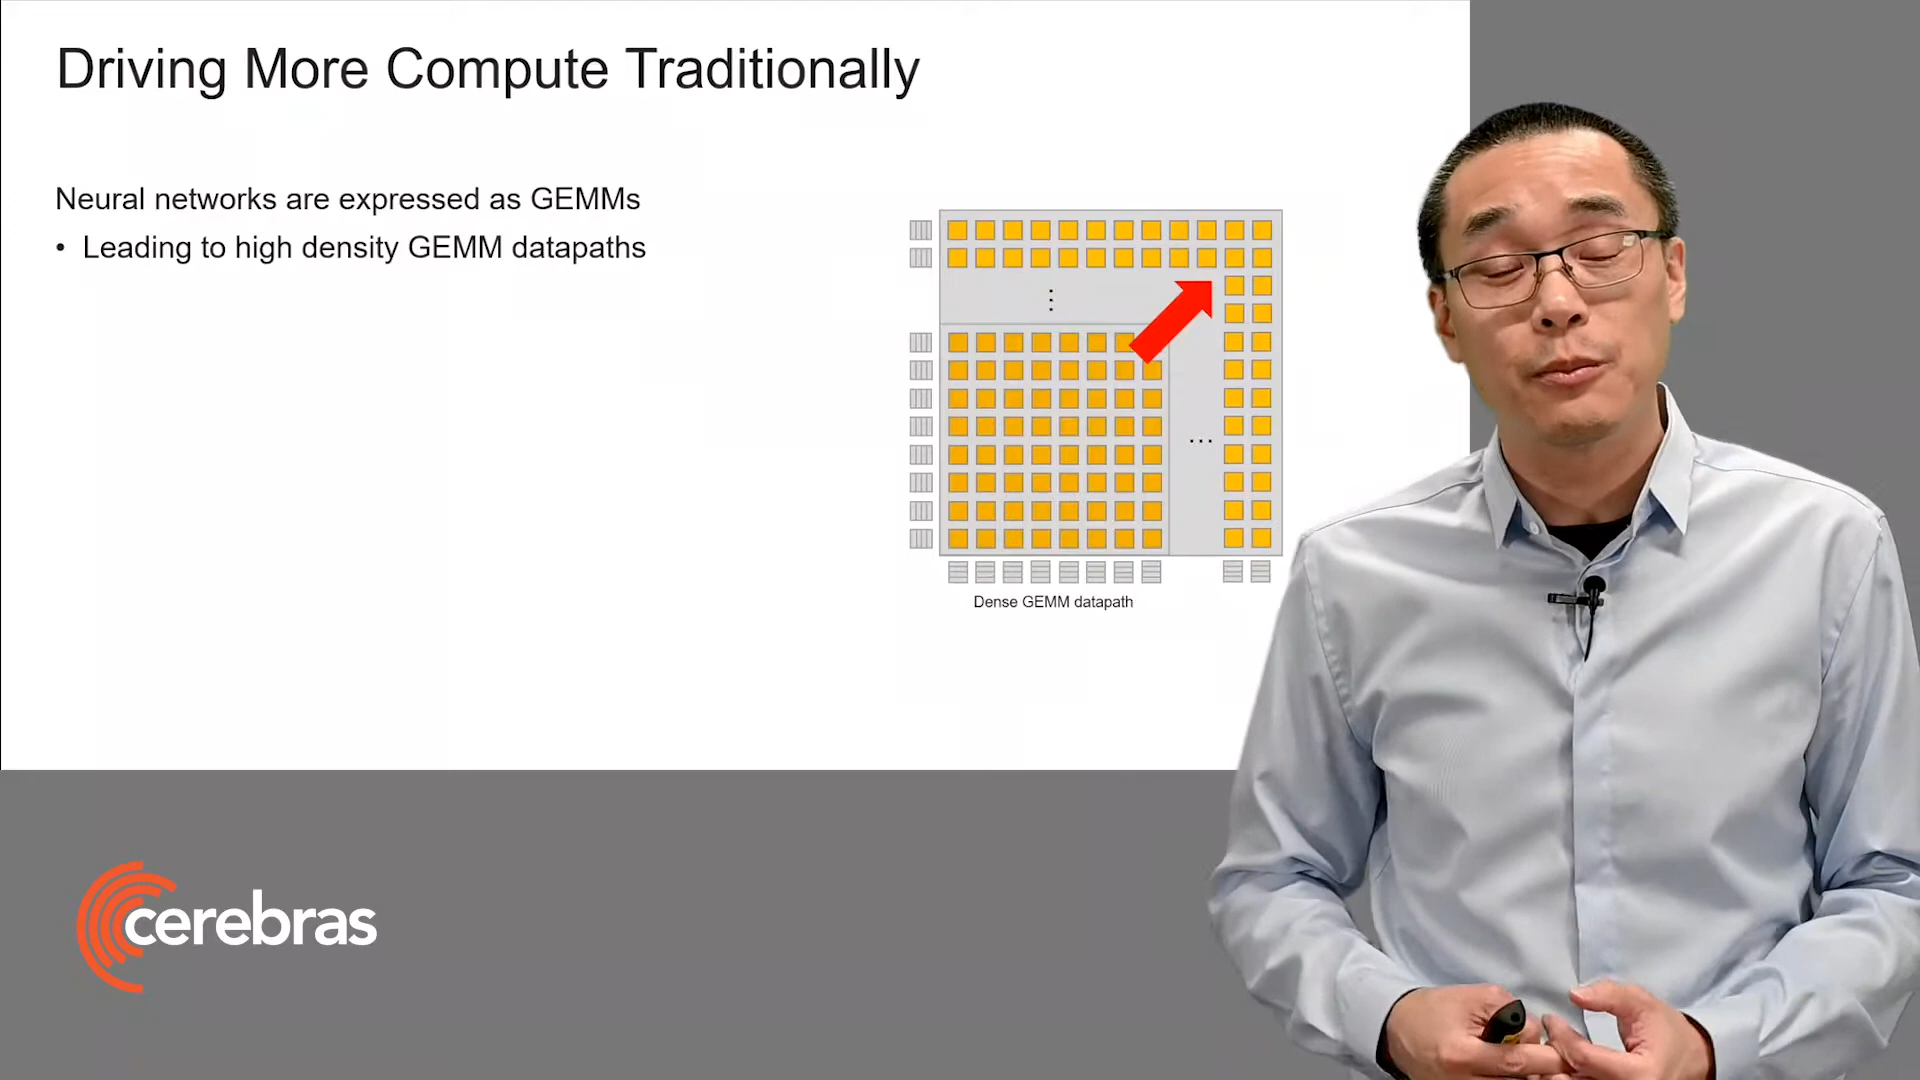 Driving More Compute Traditionally
Neural networks are expressed as GEMMs
• Leading to high density GEMM datapaths
Dense GEMM datapath
cerebras